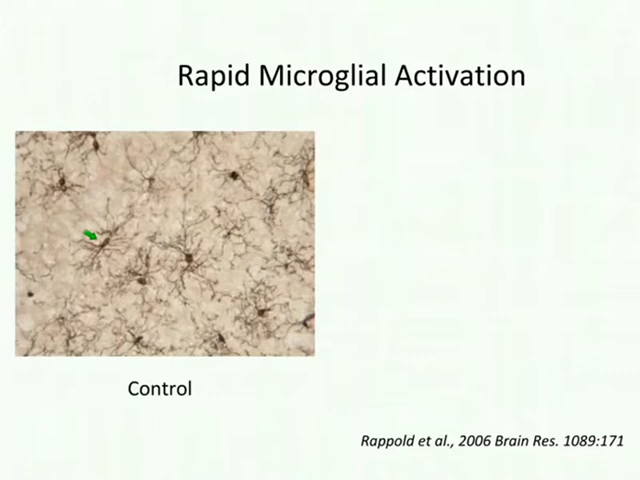 Rapid Microglial Activation
Control
Rappold et al., 2006 Brain Res. 1089:171